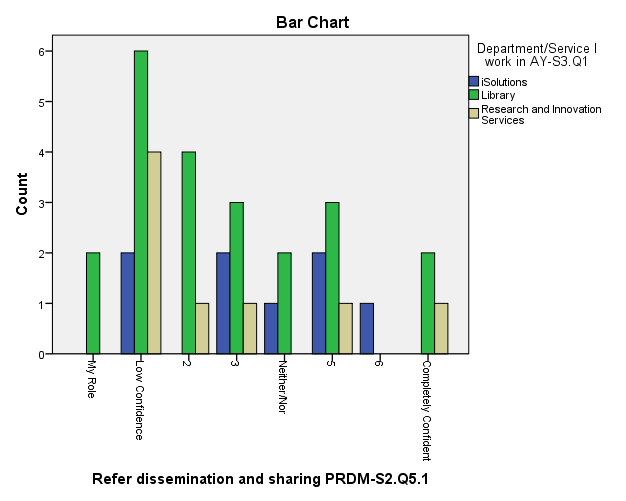 Bar Chart
Department/Service I
work in AY-S3.Q1
iSolutions
Library
Research and Innovation
Services
Count
6
5
4
3
2
1
0
My Role
Low Confidence
2
3
Neither/Nor
5
6
Completely Confident
Refer dissemination and sharing PRDM-S2.Q5.1